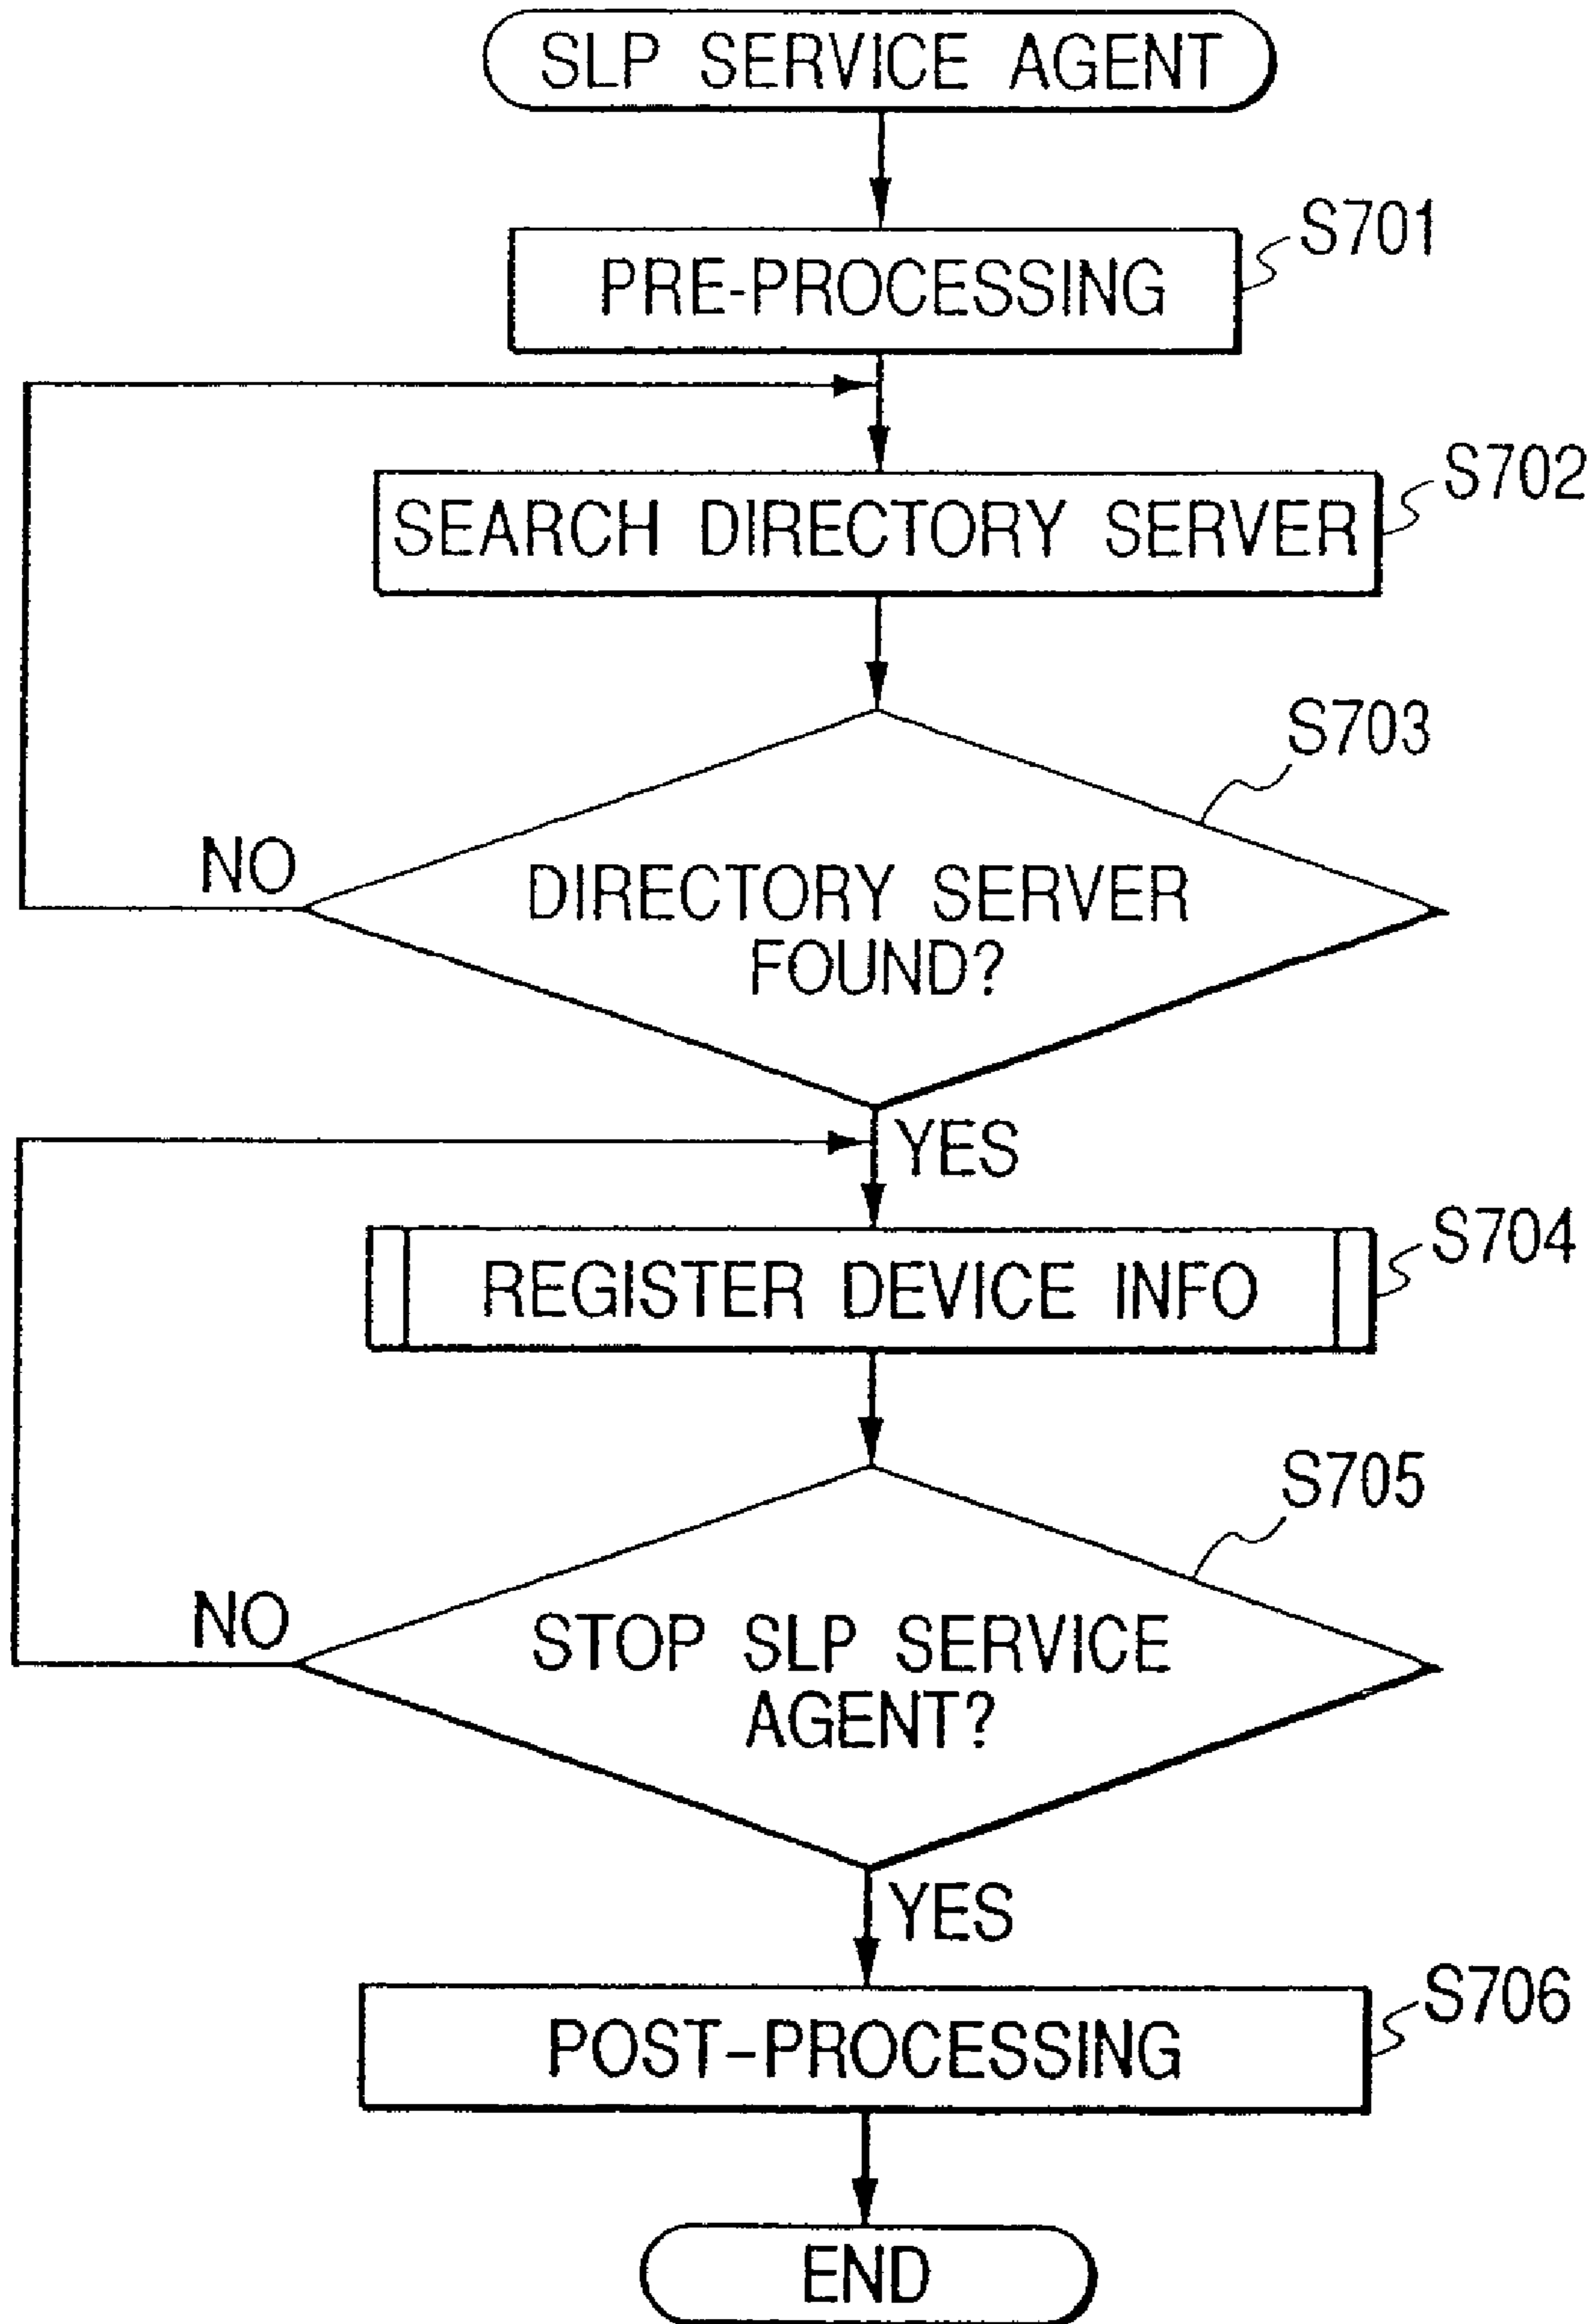 SLP SERVICE AGENT
S701
PRE-PROCESSING
S702
SEARCH DIRECTORY SERVER
S703
NO
DIRECTORY SERVER
FOUND?
YES
S704
REGISTER DEVICE INFO
S705
NO
STOP SLP SERVICE
AGENT?
YES
S706
POST-PROCESSING
END